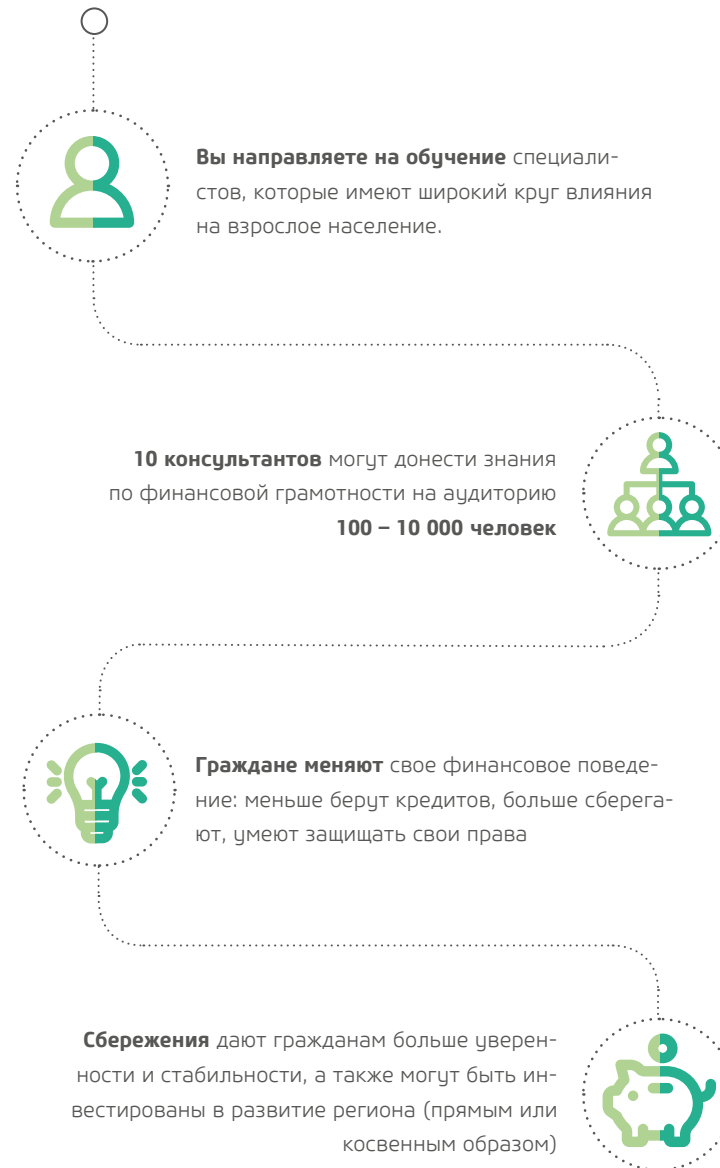 Вы направляете на обучение специали-
стов, которые имеют широкий круг влияния
на взрослое население.
10 консультантов могут донести знания
по финансовой грамотности на аудиторию
100 – 10 000 человек
Граждане меняют свое финансовое поведе-
ние: меньше берут кредитов, больше сберега-
ют, умеют защищать свои права
Сбережения дают гражданам больше уверен-
ности и стабильности, а также могут быть ин-
вестированы в развитие региона (прямым или
косвенным образом)